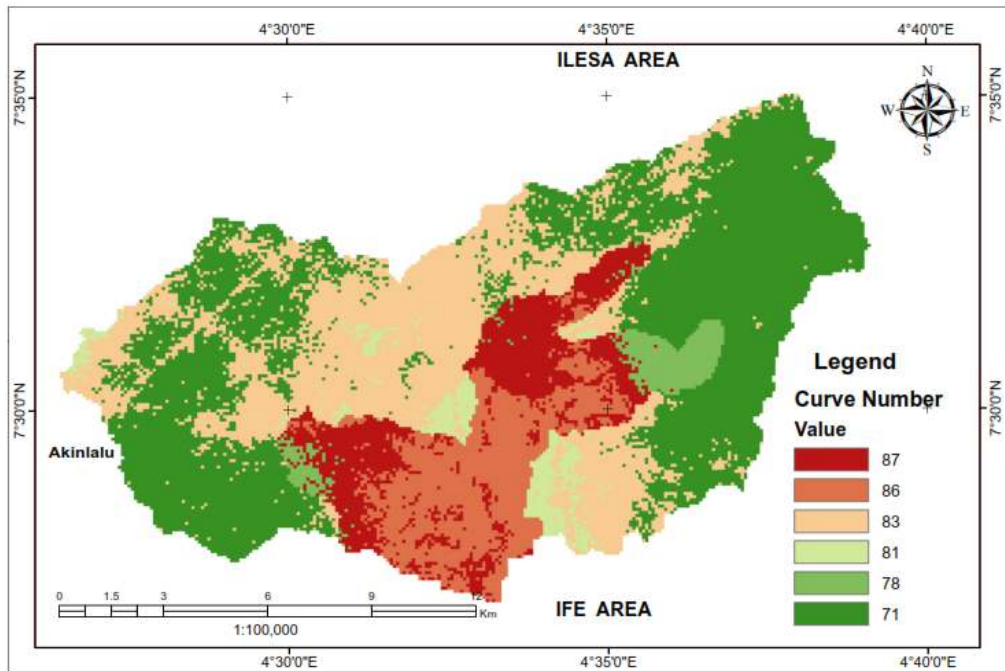 4°30'0"E 4°35'0"E 4°40'0"E
ILESA AREA
7°35'0"N
7°35'0"N
N
W E
S
Legend
Curve Number
Value
87
86
83
81
78
71
7°30'0"N
7°30'0"N
Akinlalu
IFE AREA
0 1.5 3 6 9 12
Km
1:100,000
4°30'0"E 4°35'0"E 4°40'0"E